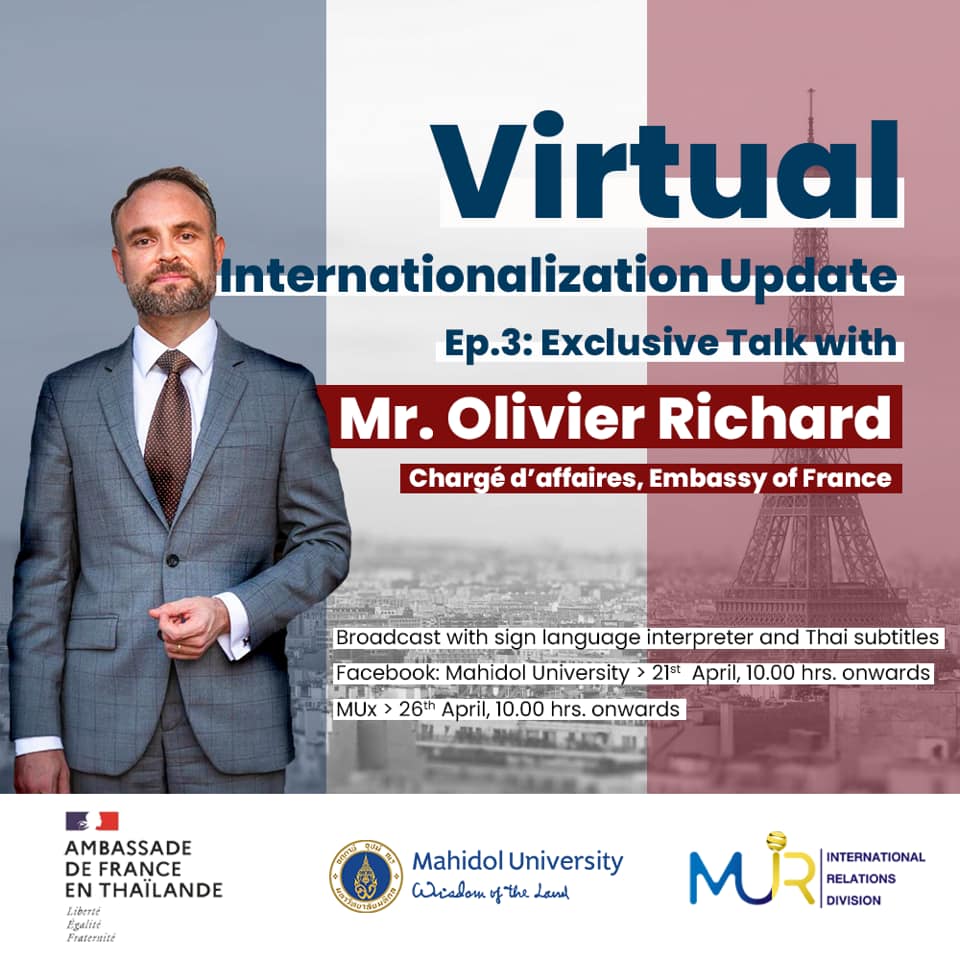 Virtual
Internationalization Update
Ep.3: Exclusive Talk with
Mr. Olivier Richard
Chargé d'affaires, Embassy of France
Broadcast with sign language interpreter and Thai subtitles
Facebook: Mahidol University > 21st April, 10.00 hrs. onwards
MUx > 26th April, 10.00 hrs. onwards
AMBASSADE
DE FRANCE
EN THAÏLANDE
Liberté
Égalité
Fraternité
Mahidol University
Wisdom of the Land
MUIR
INTERNATIONAL
RELATIONS
DIVISION